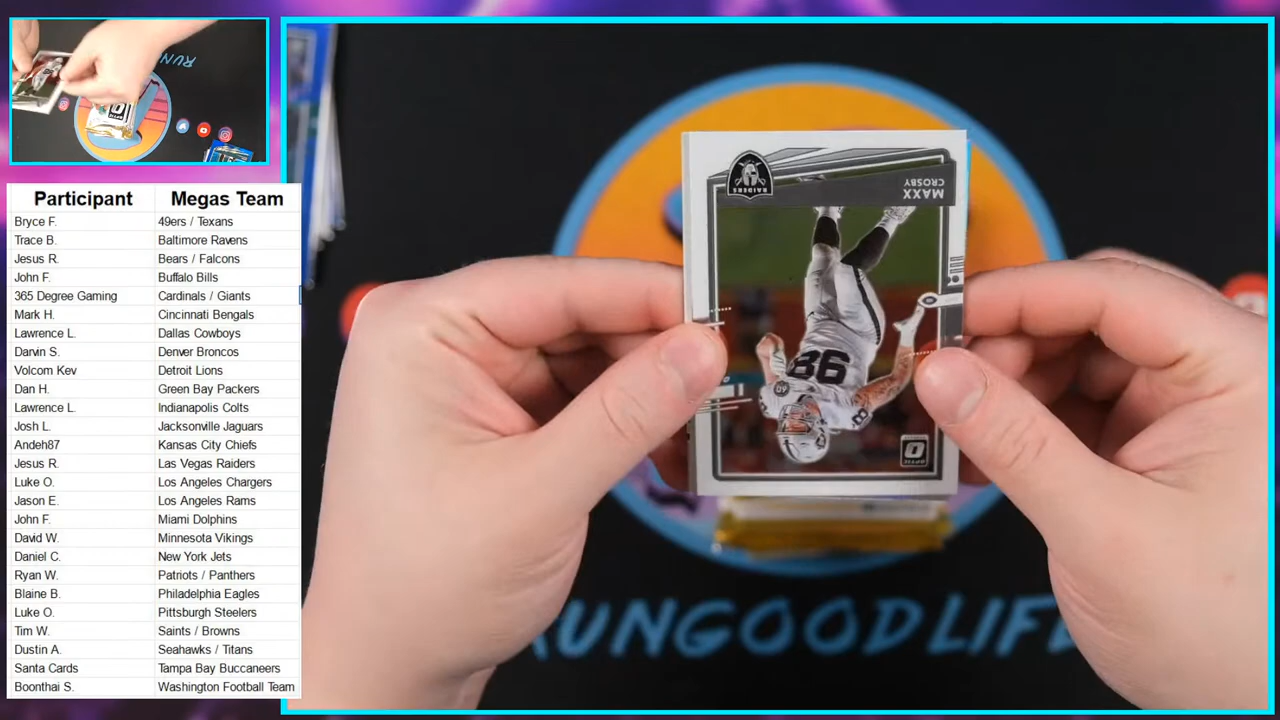 Participant Megas Team
Bryce F. 49ers / Texans
Trace B. Baltimore Ravens
Jesus R. Bears / Falcons
John F. Buffalo Bills
365 Degree Gaming Cardinals / Giants
Mark H. Cincinnati Bengals
Lawrence L. Dallas Cowboys
Darvin S. Denver Broncos
Volcom Kev Detroit Lions
Dan H. Green Bay Packers
Lawrence L. Indianapolis Colts
Josh L. Jacksonville Jaguars
Andeh87 Kansas City Chiefs
Jesus R. Las Vegas Raiders
Luke O. Los Angeles Chargers
Jason E. Los Angeles Rams
John F. Miami Dolphins
David W. Minnesota Vikings
Daniel C. New York Jets
Ryan W. Patriots / Panthers
Blaine B. Philadelphia Eagles
Luke O. Pittsburgh Steelers
Tim W. Saints / Browns
Dustin A. Seahawks / Titans
Santa Cards Tampa Bay Buccaneers
Boonthai S. Washington Football Team
RAIDERS
MAXX
CROSBY
98
OPTIC
RUNGOODLIFE
RUN